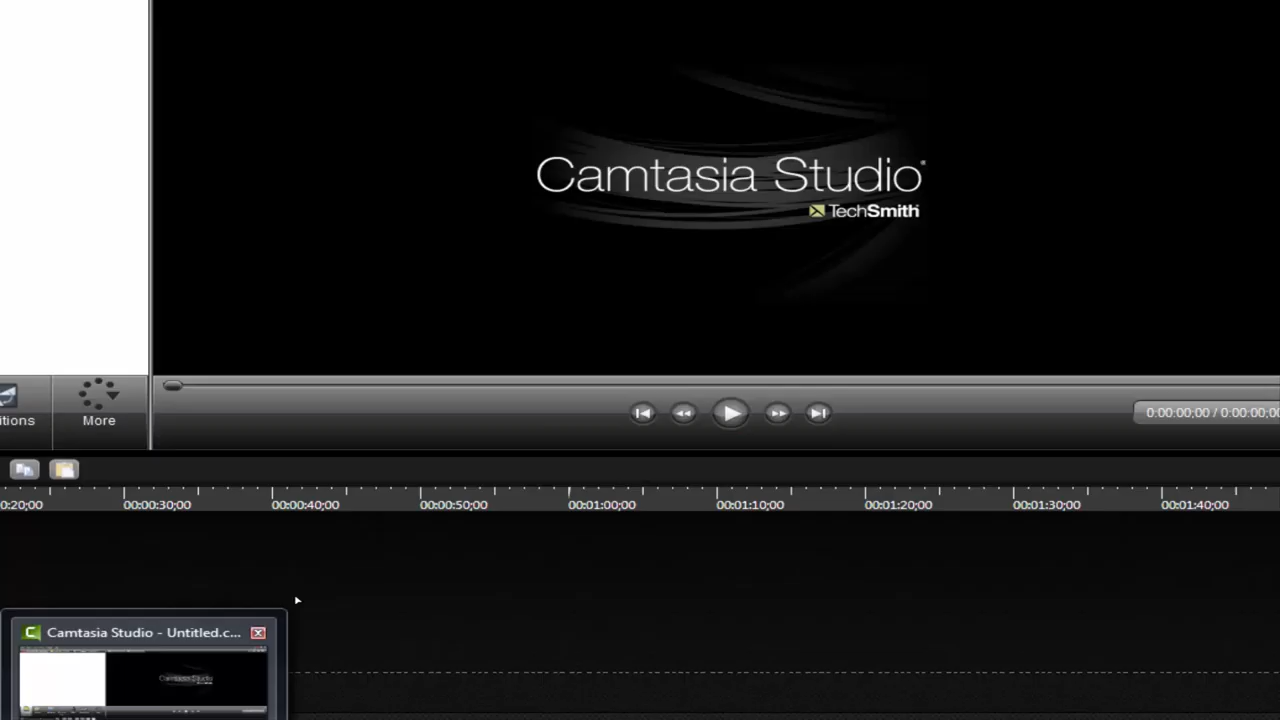 Camtasia Studio®
TechSmith
itions
More
0:00:00;00 / 0:00:00;00
0:20;00 00:00:30;00 00:00:40;00 00:00:50;00 00:01:00;00 00:01:10;00 00:01:20;00 00:01:30;00 00:01:40;00
Camtasia Studio - Untitled.c...